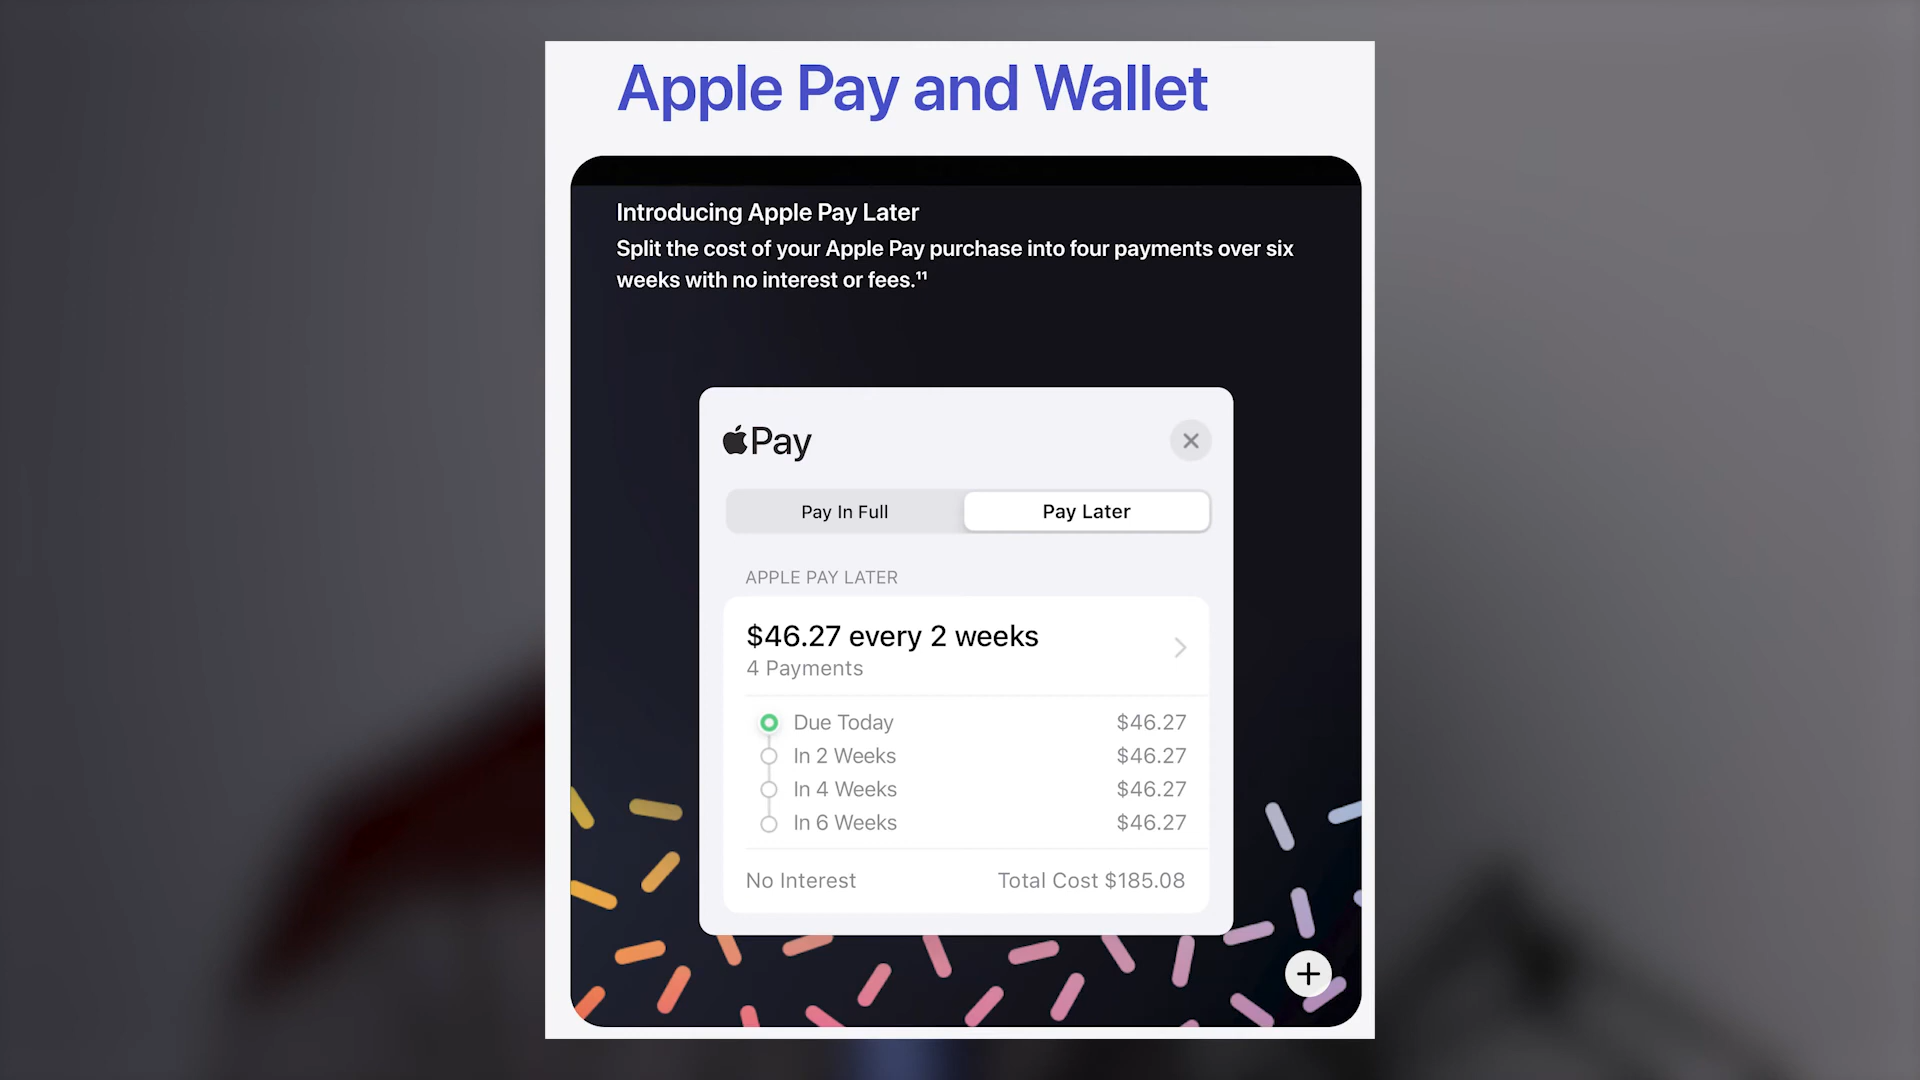 Apple Pay and Wallet
Introducing Apple Pay Later
Split the cost of your Apple Pay purchase into four payments over six
weeks with no interest or fees.¹¹
Pay
Pay In Full
Pay Later
APPLE PAY LATER
$46.27 every 2 weeks
4 Payments
Due Today $46.27
In 2 Weeks $46.27
In 4 Weeks $46.27
In 6 Weeks $46.27
No Interest Total Cost $185.08